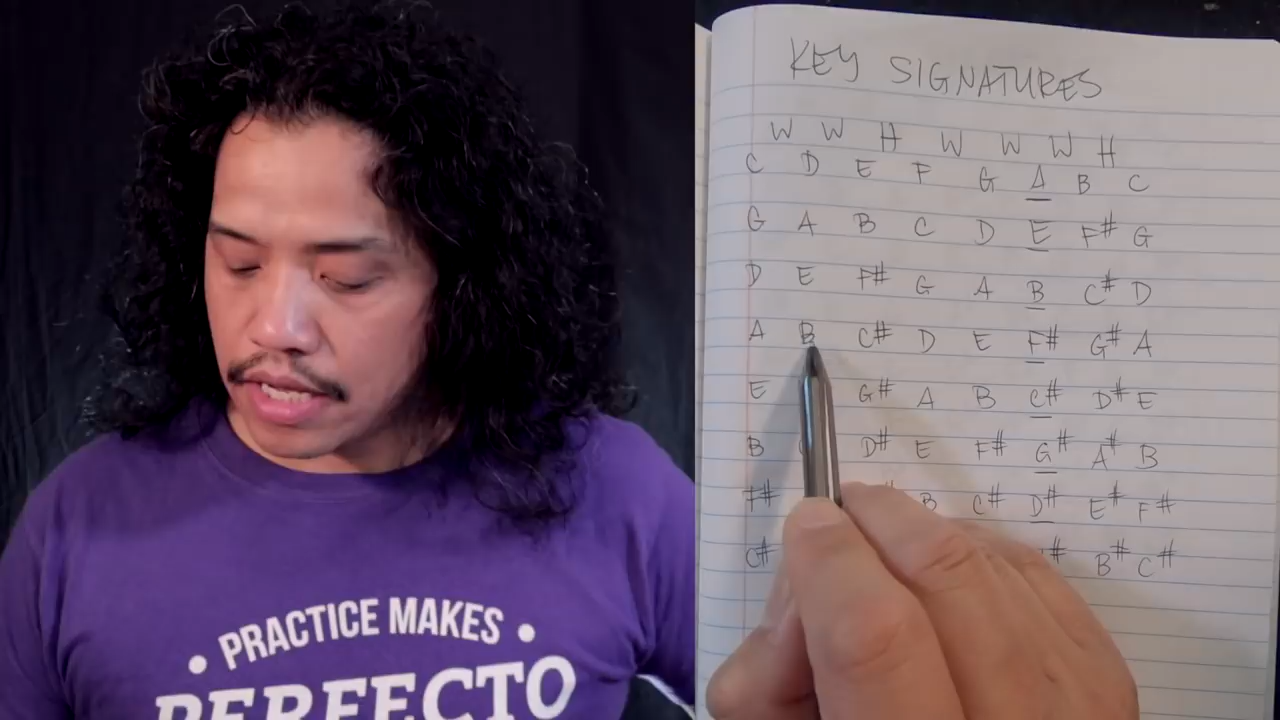 • PRACTICE MAKES •
PERFECTO
KEY SIGNATURES
W W H W W W H
C D E F G A B C
G A B C D E F# G
D E F# G A B C# D
A B C# D E F# G# A
E G# A B C# D# E
B D# E F# G# A# B
F# B C# D# E# F#
C# B# C#